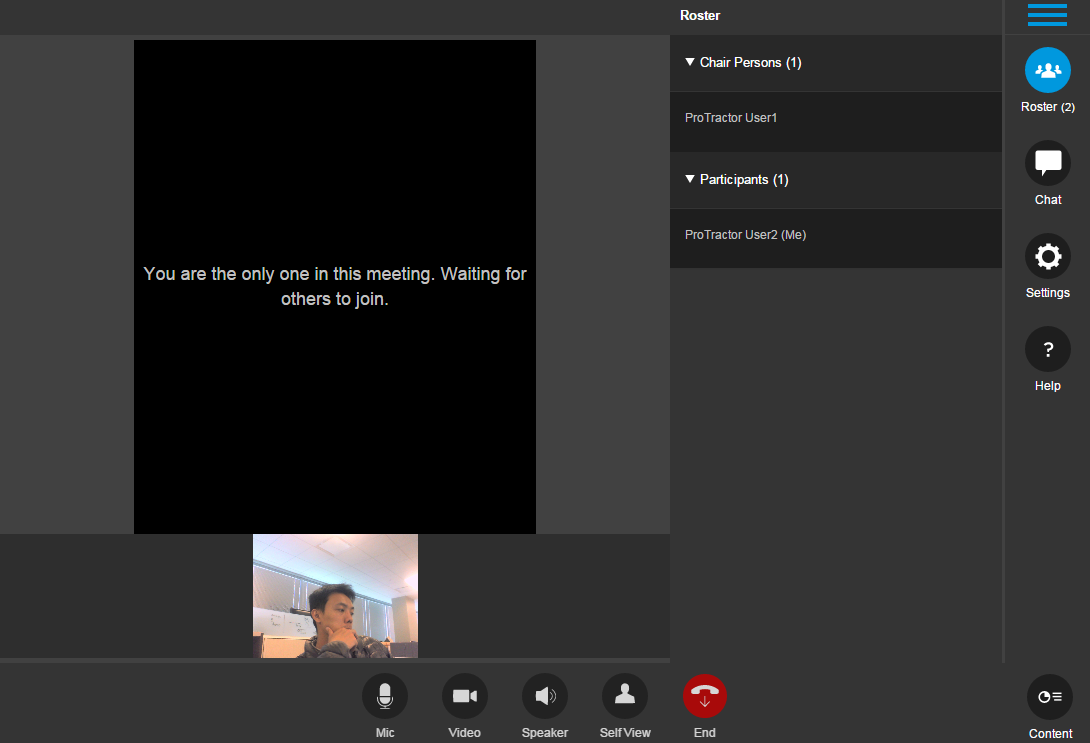 Roster
▼ Chair Persons (1)
ProTractor User1
▼ Participants (1)
ProTractor User2 (Me)
You are the only one in this meeting. Waiting for
others to join.
Roster (2)
Chat
Settings
?
Help
Mic
Video
Speaker
Self View
End
Content